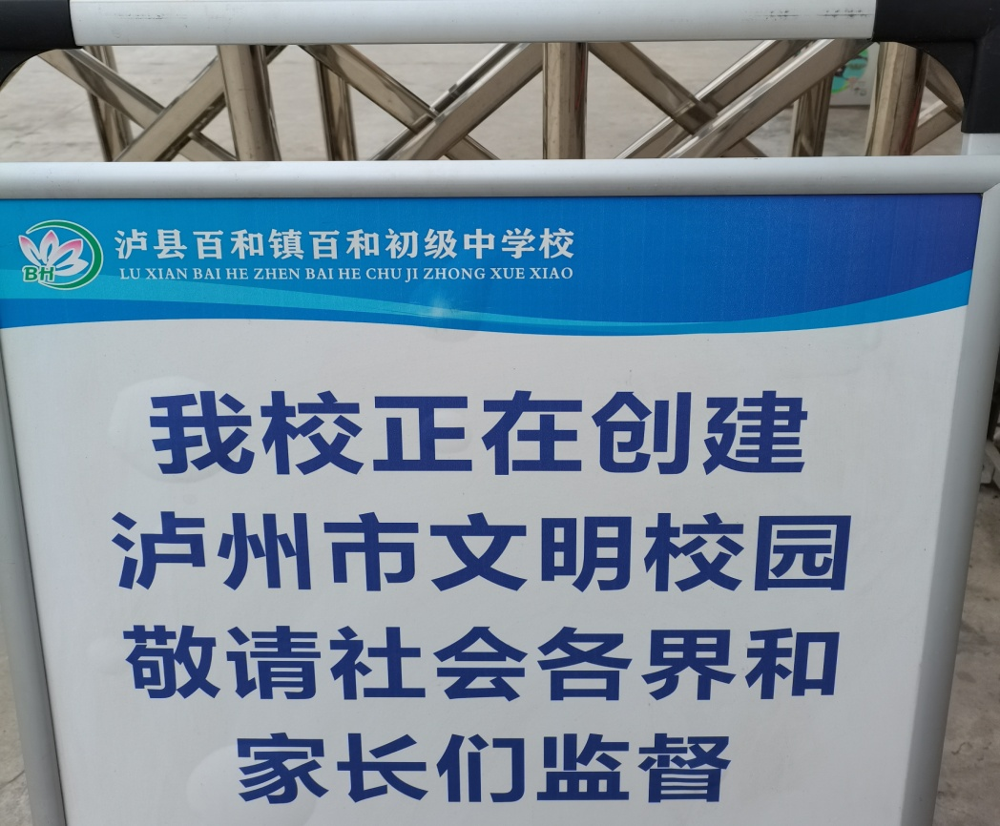 BH
泸县百和镇百和初级中学校
LU XIAN BAI HE ZHEN BAI HE CHU JI ZHONG XUE XIAO
我校正在创建
泸州市文明校园
敬请社会各界和
家长们监督